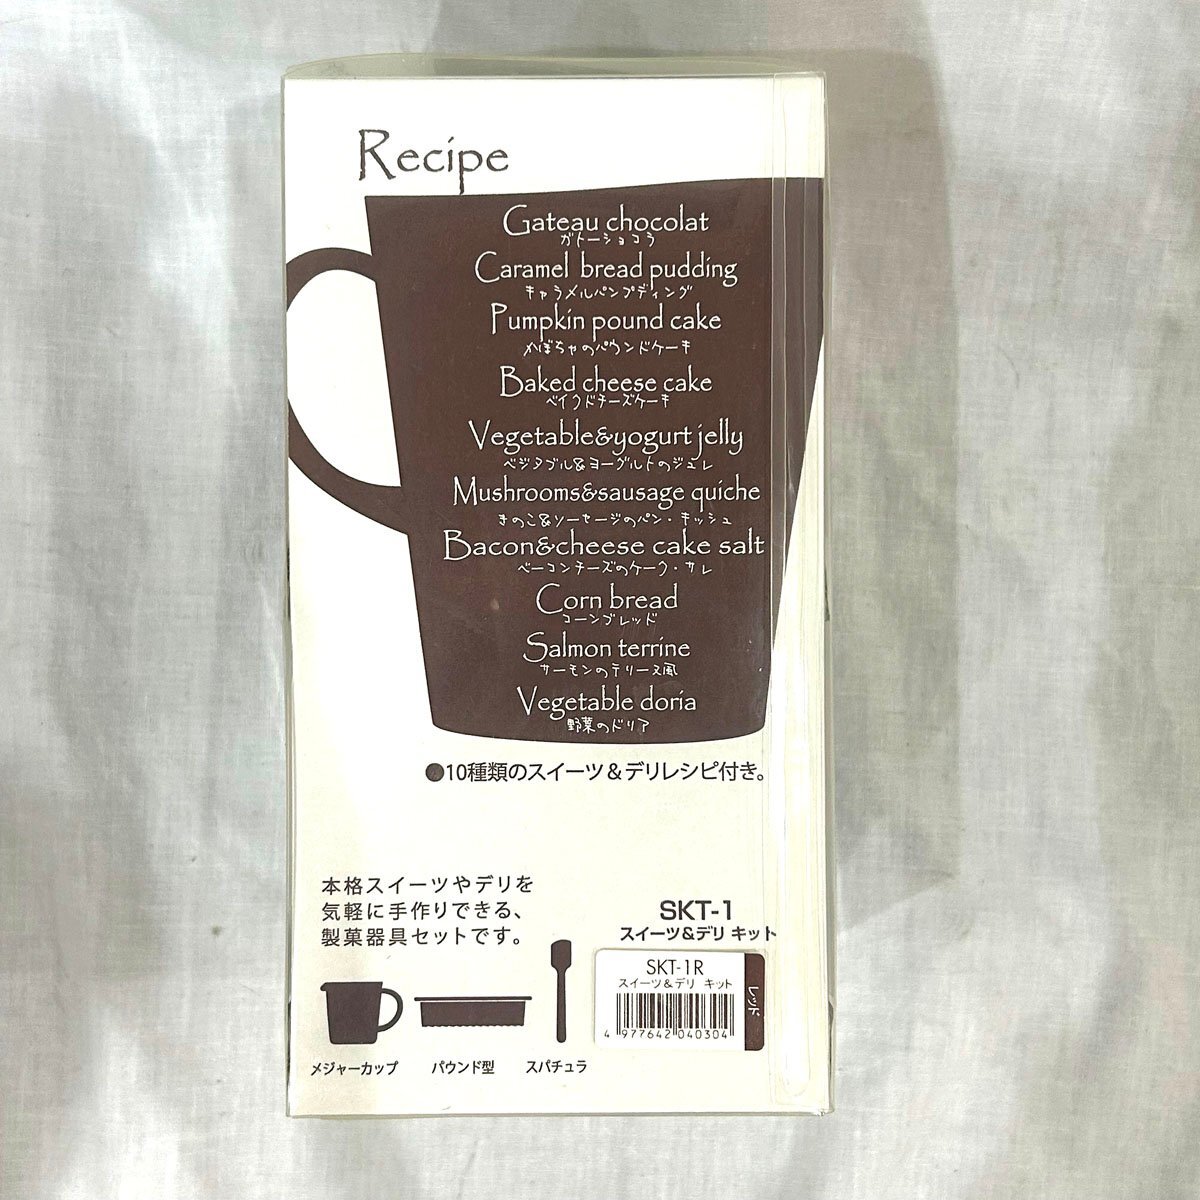 Recipe
Gateau chocolat
ガトーショコラ
Caramel bread pudding
キャラメルパンプディング
Pumpkin pound cake
かぼちゃのパウンドケーキ
Baked cheese cake
ベイクドチーズケーキ
Vegetable&yogurt jelly
ベジタブル&ヨーグルトのジュレ
Mushrooms&sausage quiche
きのこ&ソーセージのパン・キッシュ
Bacon&cheese cake salt
ベーコンチーズのケーク・サレ
Corn bread
コーンブレッド
Salmon terrine
サーモンのテリーヌ風
Vegetable doria
野菜のドリア
●10種類のスイーツ&デリレシピ付き。
本格スイーツやデリを
気軽に手作りできる、
製菓器具セットです。
メジャーカップ
パウンド型
スパチュラ
SKT-1
スイーツ&デリ キット
SKT-1R
スイーツ&デリ キット
4 977642 040304
レッド